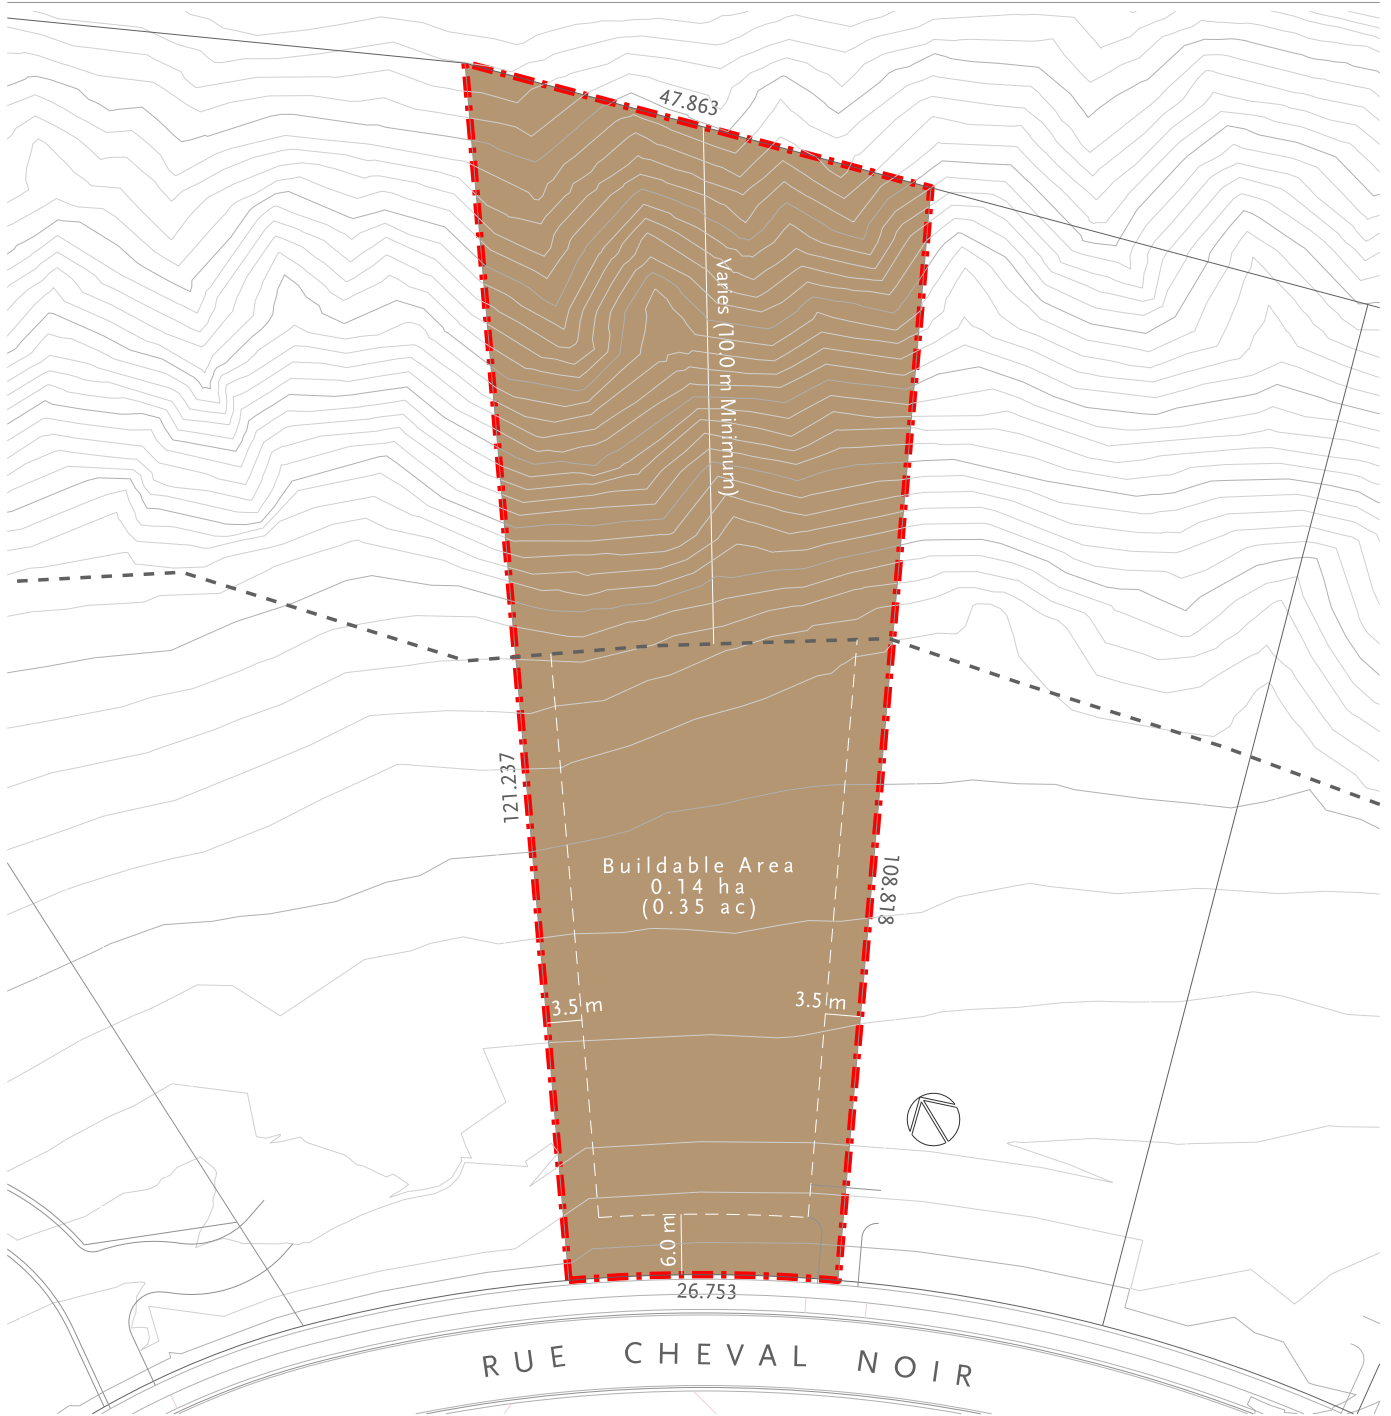 47.863
Varies (10.0 m Minimum)
121.237
108.818
Buildable Area
0.14 ha
(0.35 ac)
3.5 m
3.5 m
6.0 m
26.753
RUE CHEVAL NOIR